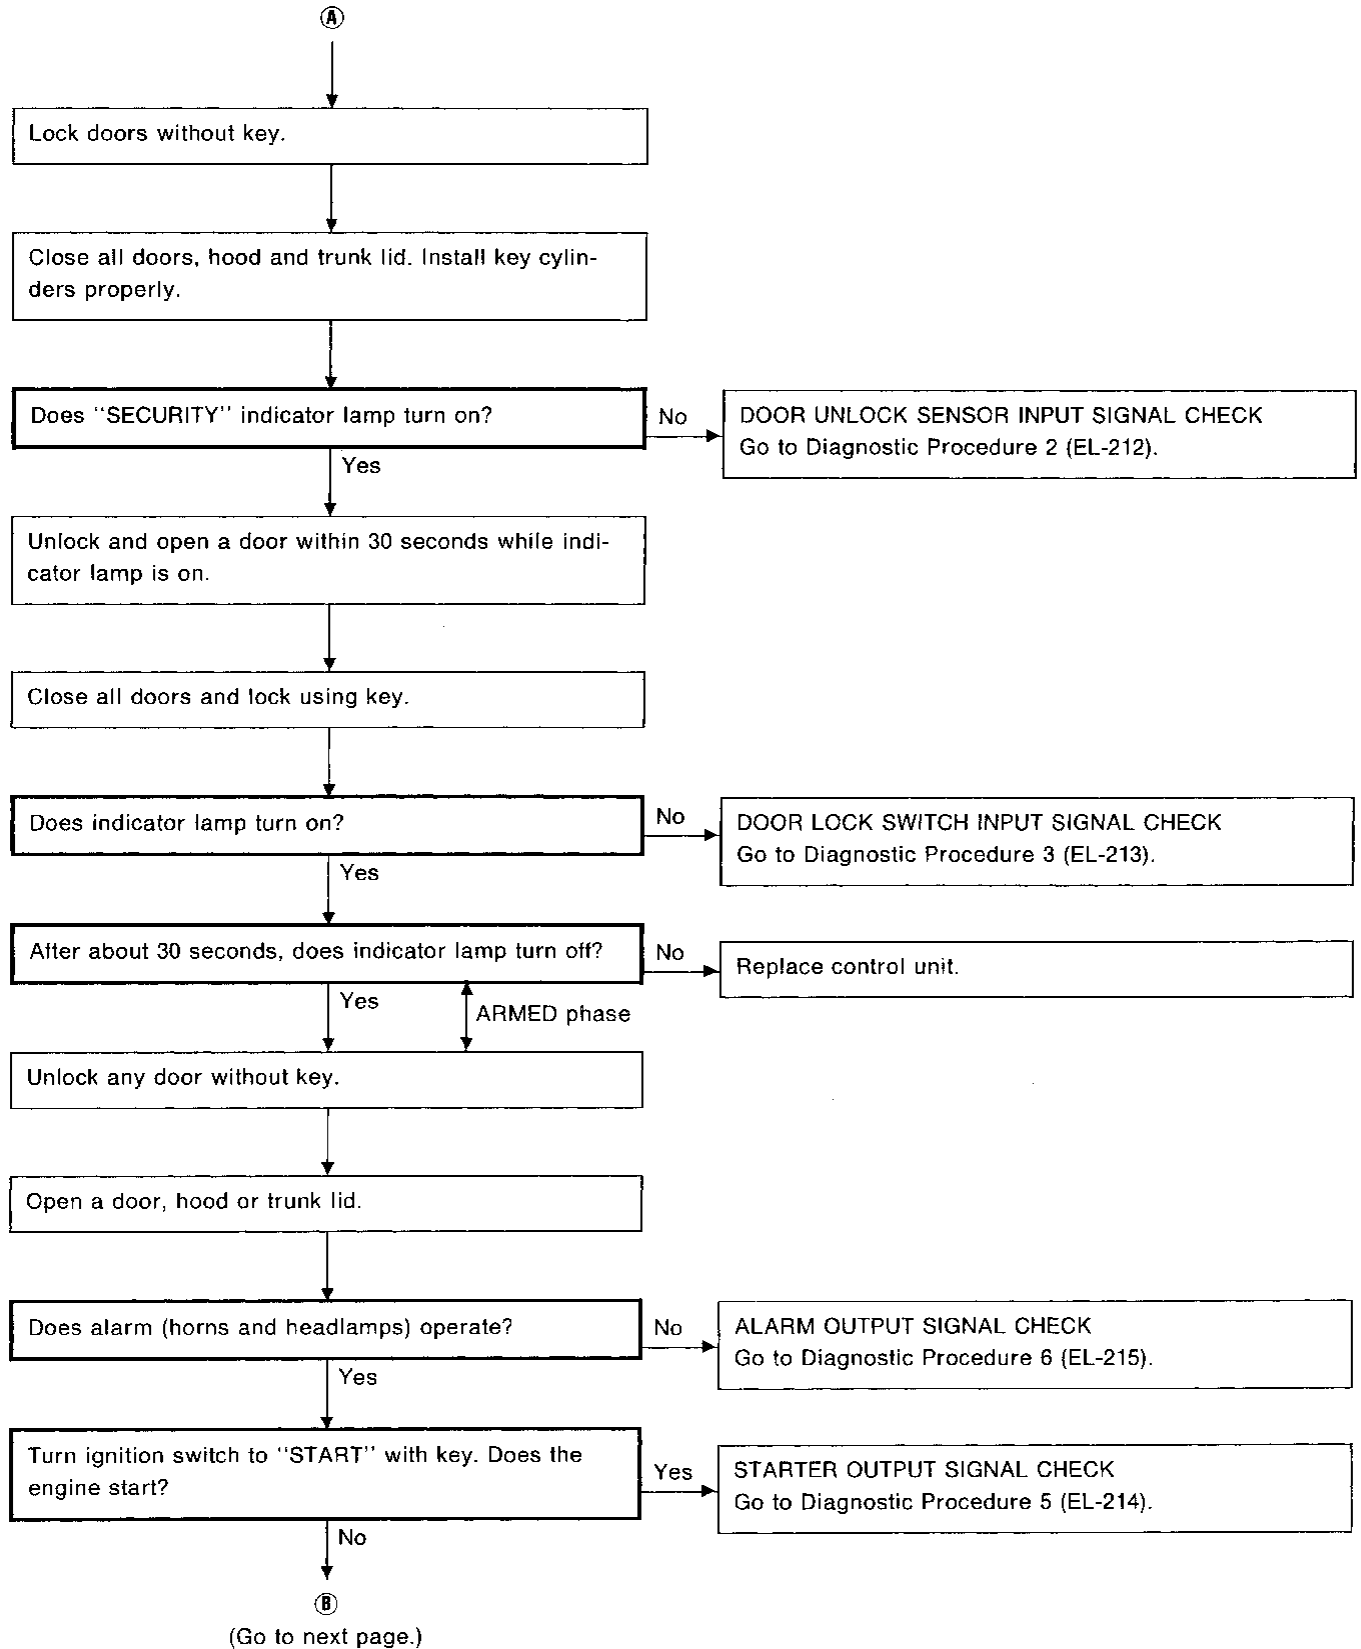 Ⓐ
Lock doors without key.
Close all doors, hood and trunk lid. Install key cylin-
ders properly.
Does "SECURITY" indicator lamp turn on?
No
DOOR UNLOCK SENSOR INPUT SIGNAL CHECK
Go to Diagnostic Procedure 2 (EL-212).
Yes
Unlock and open a door within 30 seconds while indi-
cator lamp is on.
Close all doors and lock using key.
Does indicator lamp turn on?
No
DOOR LOCK SWITCH INPUT SIGNAL CHECK
Go to Diagnostic Procedure 3 (EL-213).
Yes
After about 30 seconds, does indicator lamp turn off?
No
Replace control unit.
Yes
ARMED phase
Unlock any door without key.
Open a door, hood or trunk lid.
Does alarm (horns and headlamps) operate?
No
ALARM OUTPUT SIGNAL CHECK
Go to Diagnostic Procedure 6 (EL-215).
Yes
Turn ignition switch to "START" with key. Does the
engine start?
Yes
STARTER OUTPUT SIGNAL CHECK
Go to Diagnostic Procedure 5 (EL-214).
No
Ⓑ
(Go to next page.)